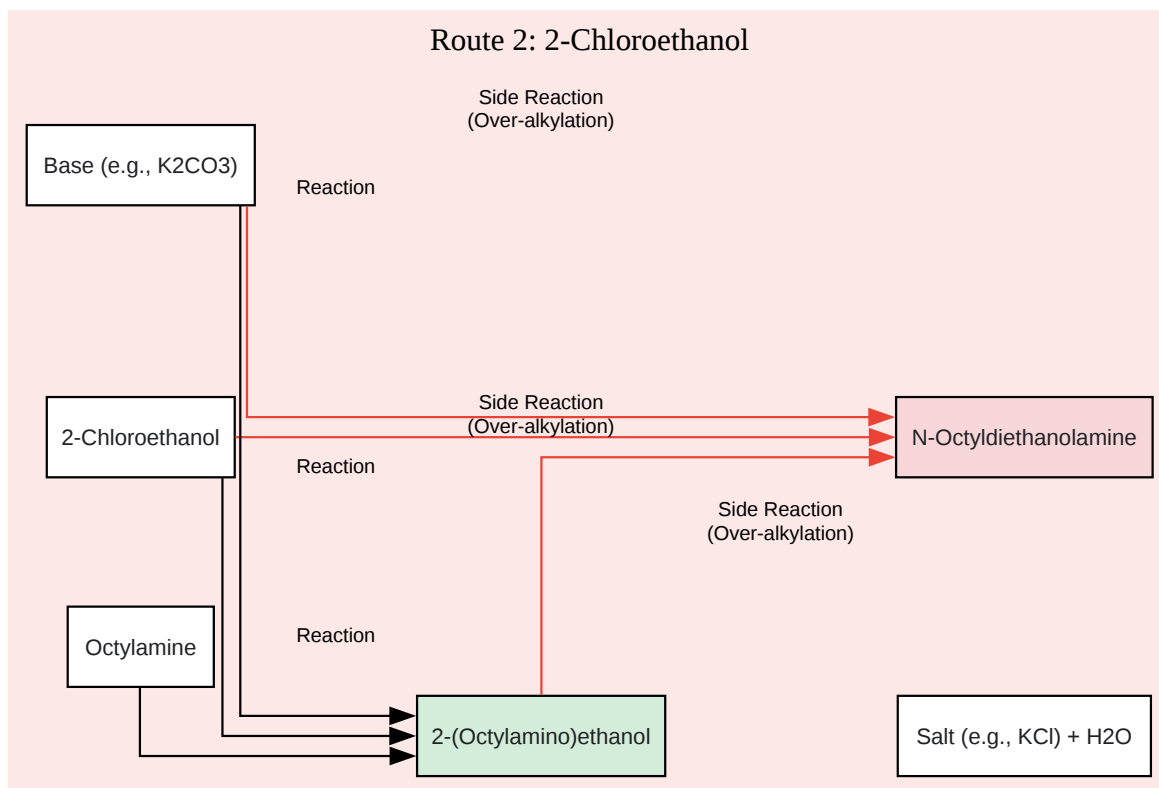 Route 2: 2-Chloroethanol
Side Reaction
(Over-alkylation)
Base (e.g., K2CO3)
Reaction
Side Reaction
(Over-alkylation)
2-Chloroethanol
N-Octyldiethanolamine
Reaction
Side Reaction
(Over-alkylation)
Reaction
Octylamine
2-(Octylamino)ethanol
Salt (e.g., KCl) + H2O